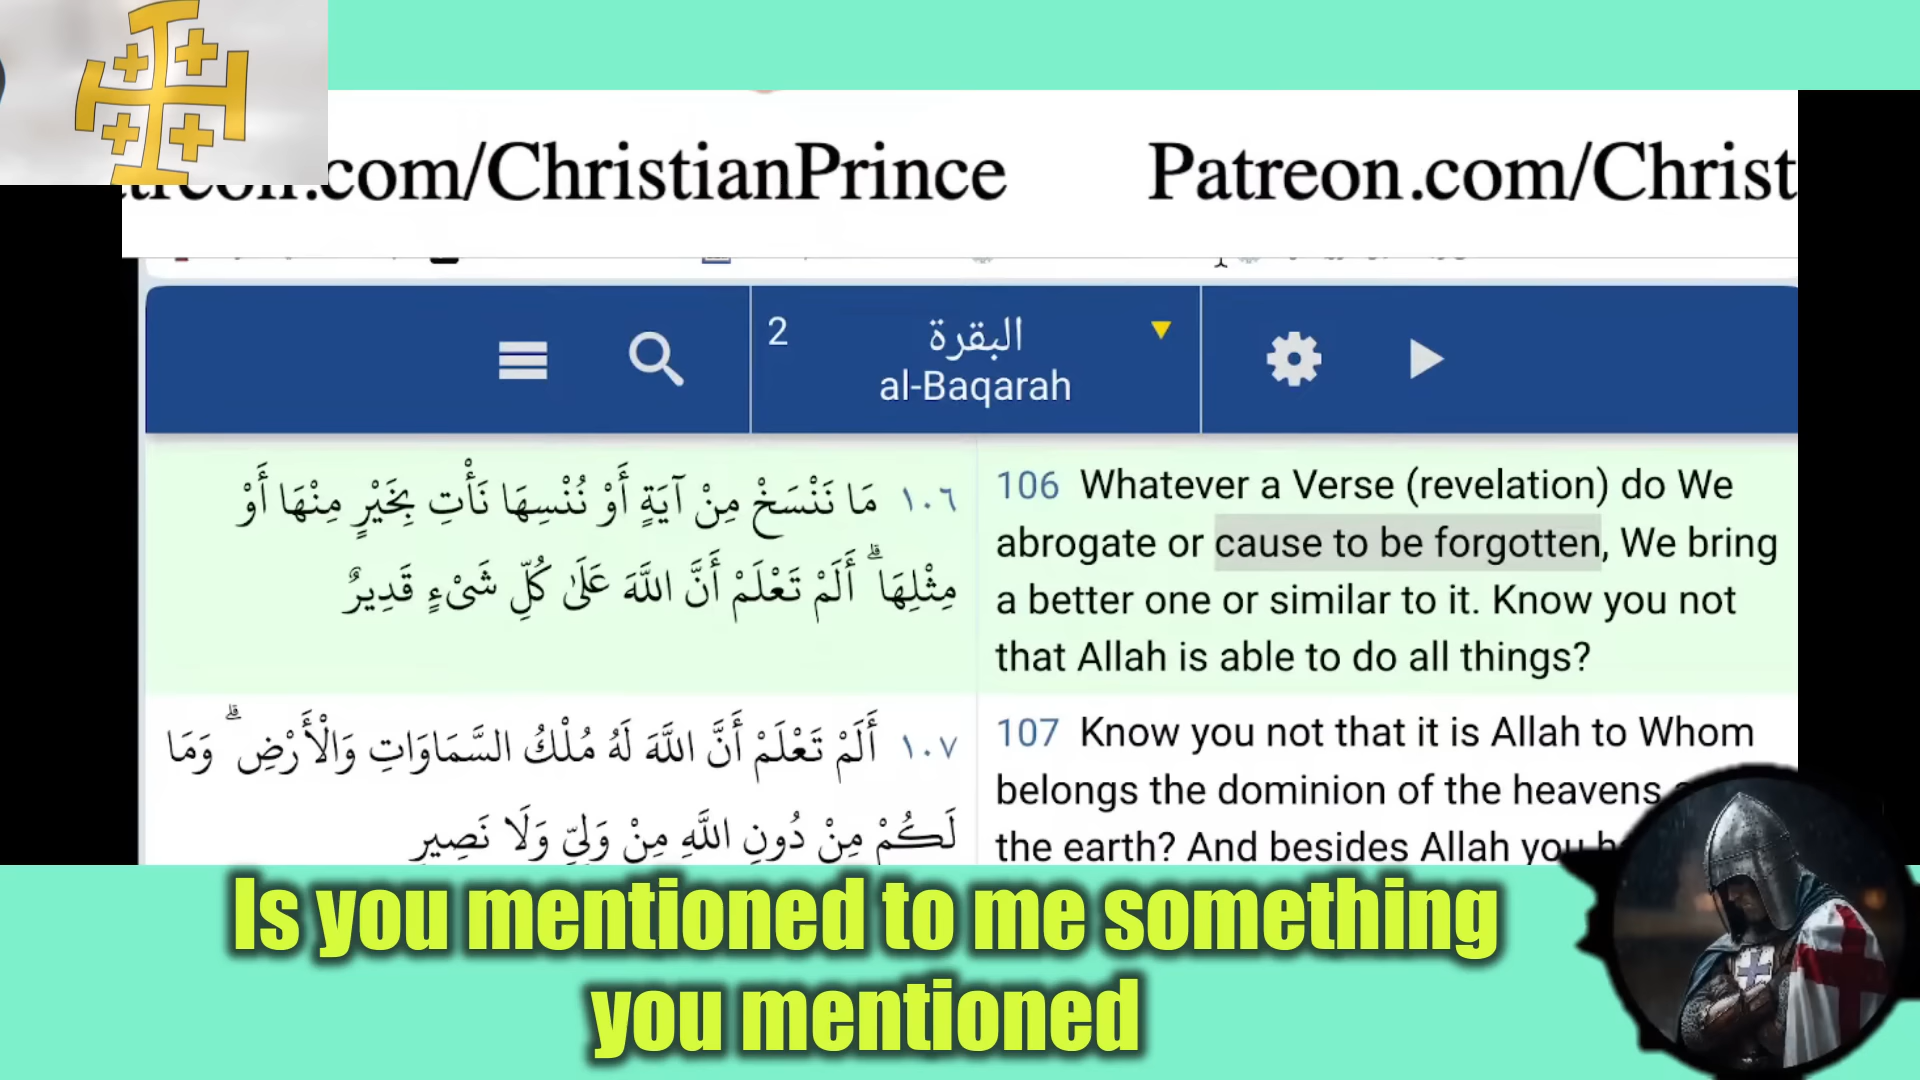 .com/ChristianPrince Patreon.com/Christ
2
البقرة
al-Baqarah
١٠٦ مَا نَنْسَخْ مِنْ آيَةٍ أَوْ نُنْسِهَا نَأْتِ بِخَيْرٍ مِنْهَا أَوْ
مِثْلِهَا ۗ أَلَمْ تَعْلَمْ أَنَّ اللَّهَ عَلَىٰ كُلِّ شَىْءٍ قَدِيرٌ
106 Whatever a Verse (revelation) do We
abrogate or cause to be forgotten, We bring
a better one or similar to it. Know you not
that Allah is able to do all things?
١٠٧ أَلَمْ تَعْلَمْ أَنَّ اللَّهَ لَهُ مُلْكُ السَّمَاوَاتِ وَالْأَرْضِ ۗ وَمَا
لَكُمْ مِنْ دُونِ اللَّهِ مِنْ وَلِيٍّ وَلَا نَصِيرٍ
107 Know you not that it is Allah to Whom
belongs the dominion of the heavens
the earth? And besides Allah you
Is you mentioned to me something
you mentioned